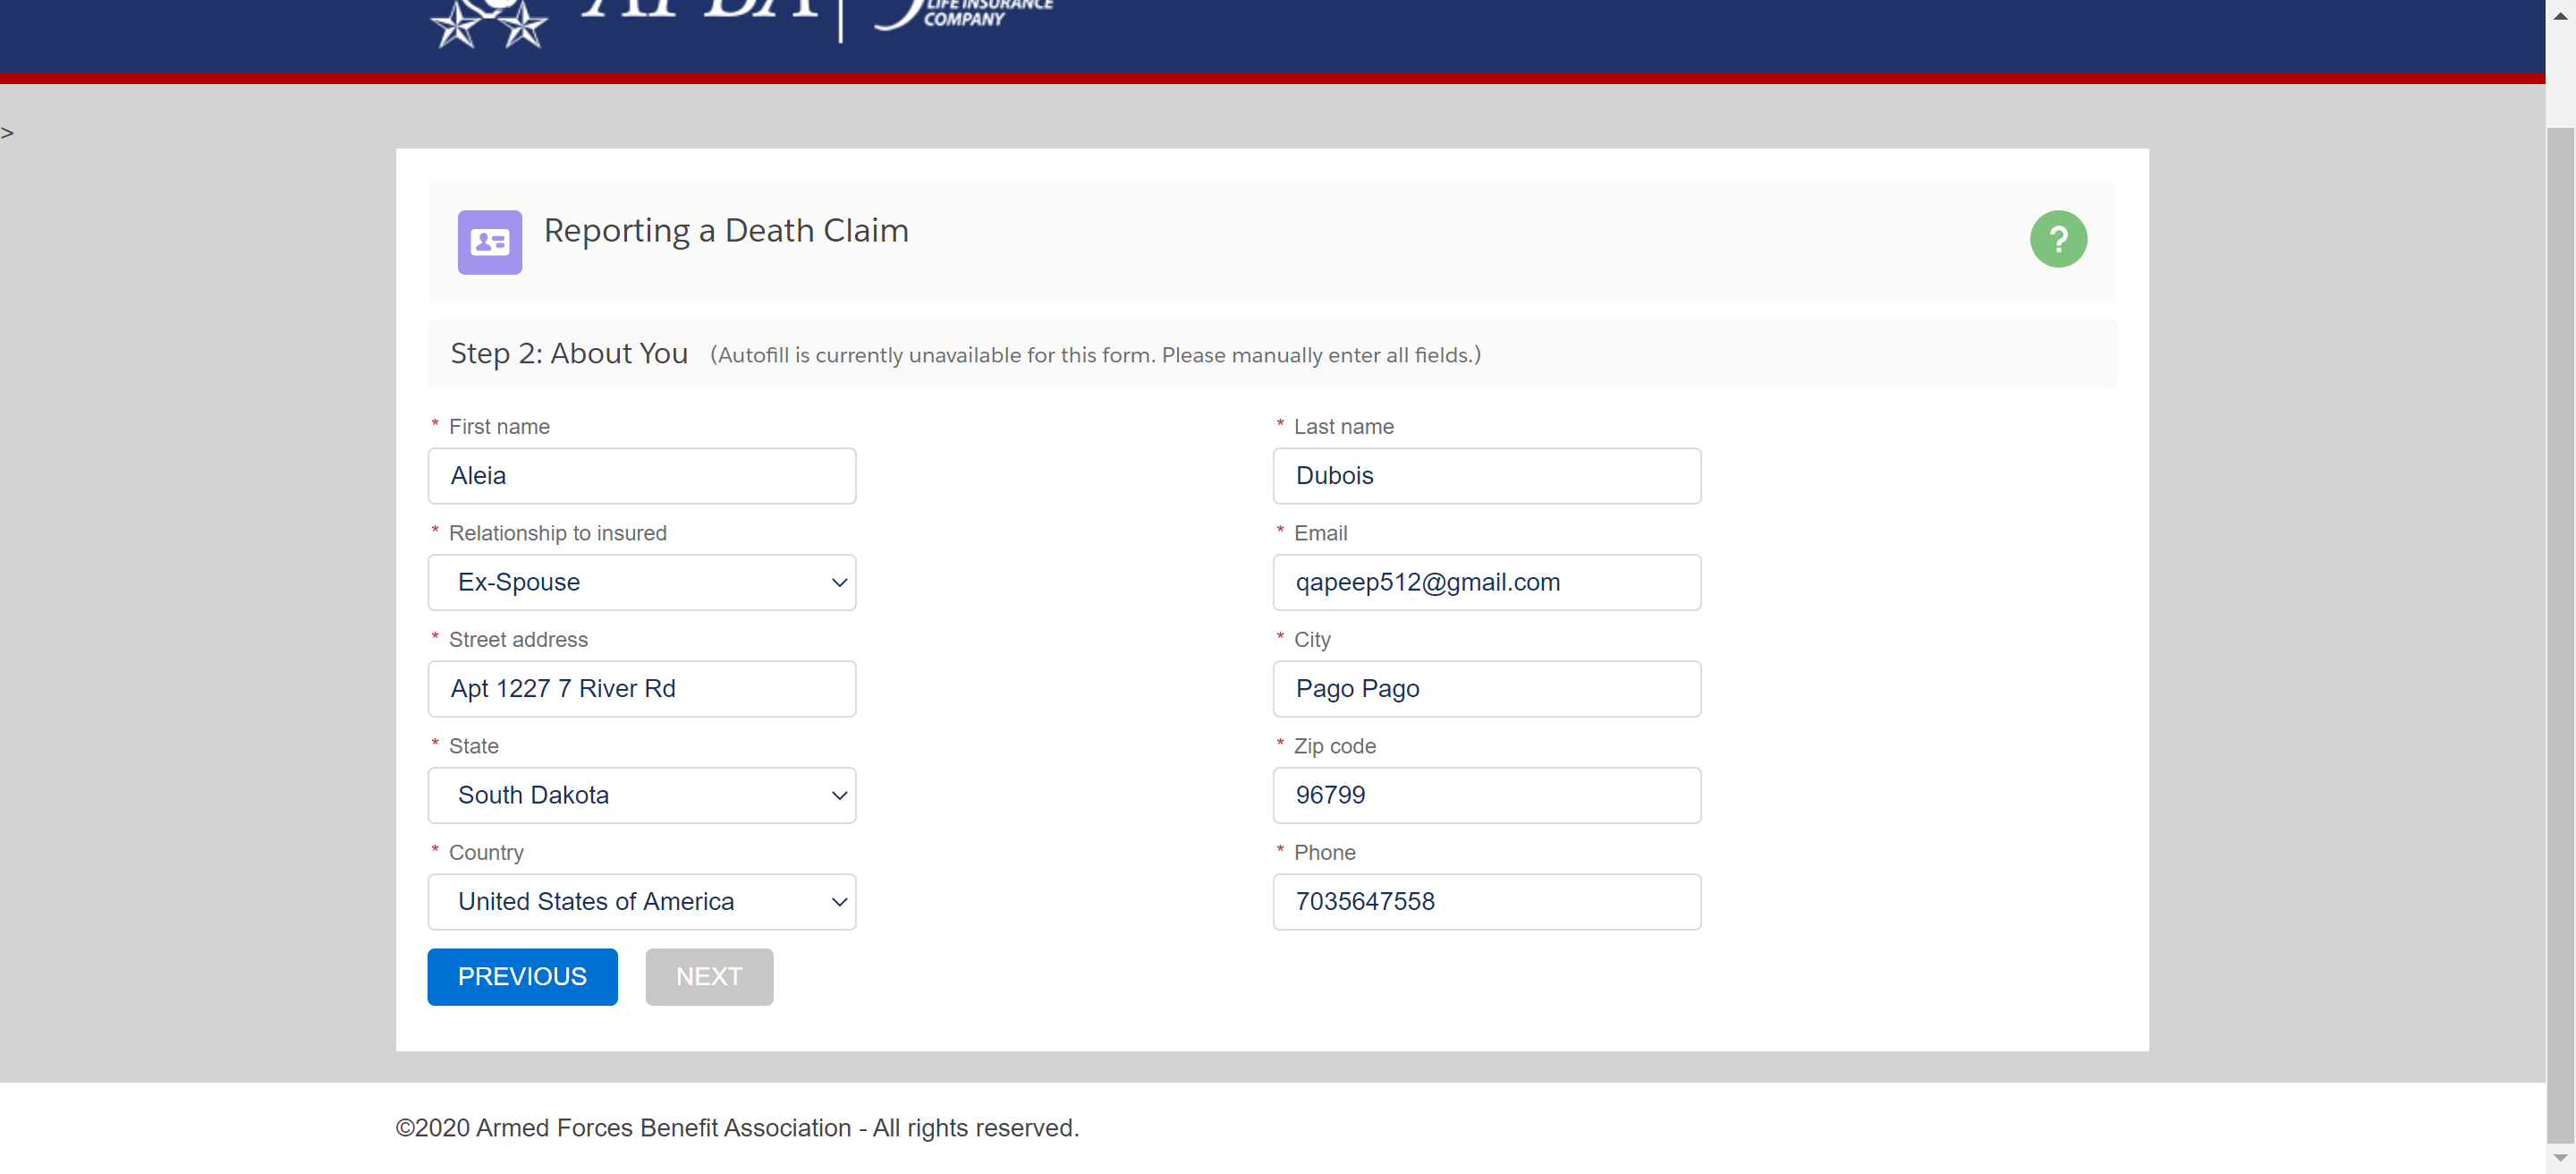 LIFE INSURANCE
COMPANY
>
Reporting a Death Claim
?
Step 2: About You (Autofill is currently unavailable for this form. Please manually enter all fields.)
* First name
* Last name
Aleia
Dubois
* Relationship to insured
* Email
Ex-Spouse
qapeep512@gmail.com
* Street address
* City
Apt 1227 7 River Rd
Pago Pago
* State
* Zip code
South Dakota
96799
* Country
* Phone
United States of America
7035647558
PREVIOUS
NEXT
©2020 Armed Forces Benefit Association - All rights reserved.